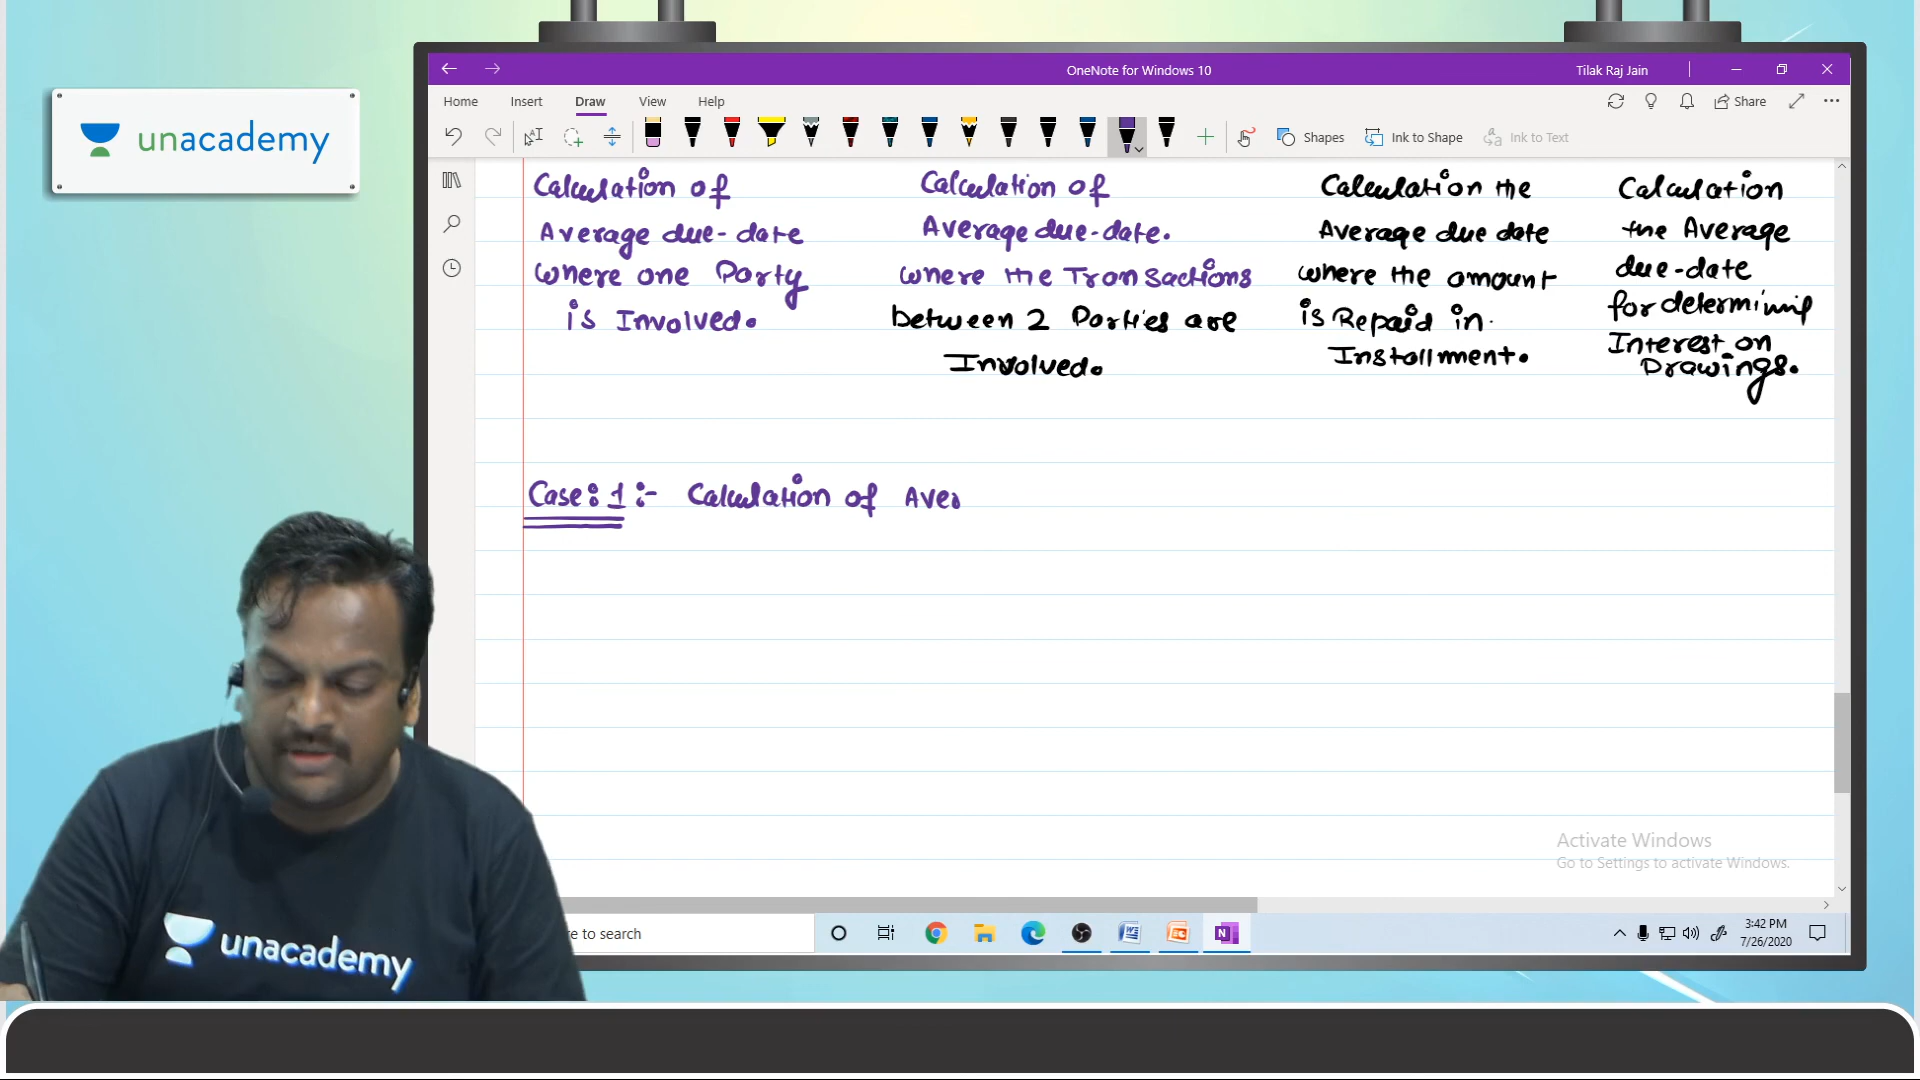 unacademy
OneNote for Windows 10
Tilak Raj Jain
Home Insert Draw View Help
Share
Shapes
Ink to Shape
Ink to Text
Calculation of
Average due-date
where one Party
is Involved.
Calculation of
Average due-date.
where the Transactions
between 2 Parties are
Involved.
Calculation the
Average due date
where the amount
is Repaid in
Installment.
Calculation
the Average
due-date
for determining
Interest on
Drawings.
Case: 1 :- Calculation of Aver
Activate Windows
Go to Settings to activate Windows.
unacademy
e to search
3:42 PM
7/26/2020